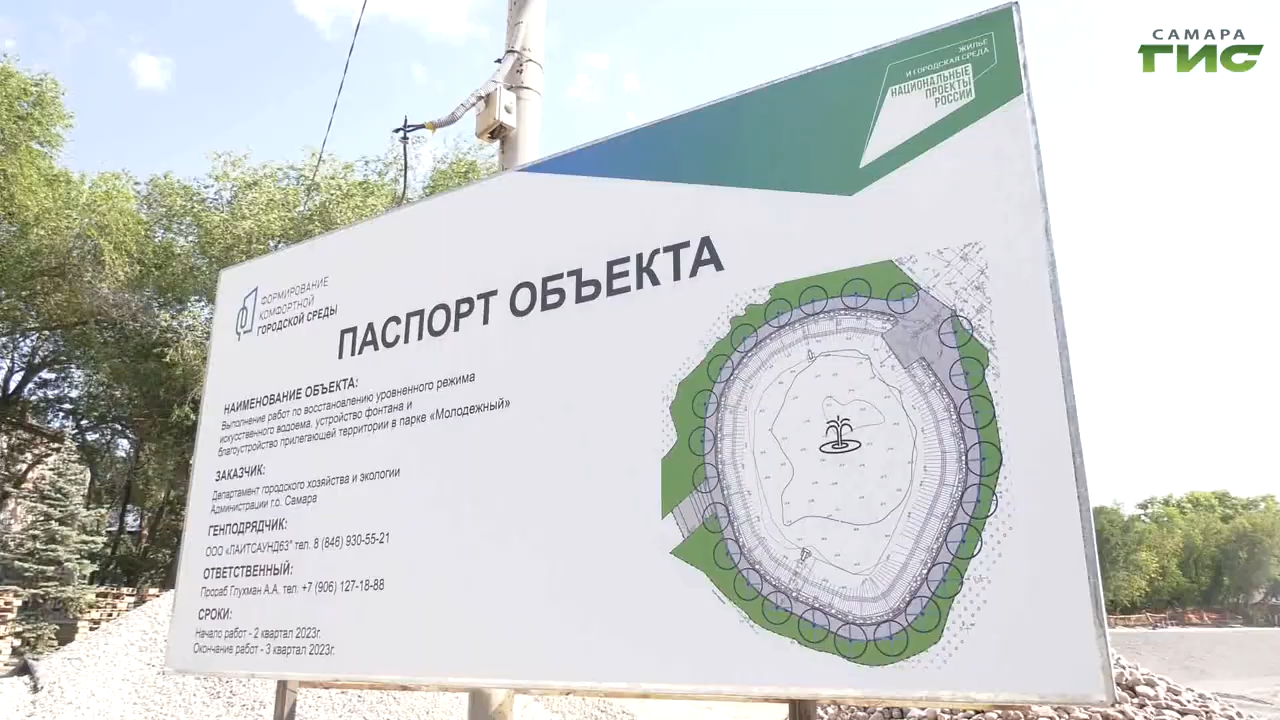 САМАРА
ГИС
ЖИЛЬЕ
И ГОРОДСКАЯ СРЕДА
НАЦИОНАЛЬНЫЕ
ПРОЕКТЫ
РОССИИ
ФОРМИРОВАНИЕ
КОМФОРТНОЙ
ГОРОДСКОЙ СРЕДЫ
ПАСПОРТ ОБЪЕКТА
НАИМЕНОВАНИЕ ОБЪЕКТА:
Выполнение работ по восстановлению уровненного режима
искусственного водоема, устройство фонтана и
благоустройство прилегающей территории в парке «Молодежный»
ЗАКАЗЧИК:
Департамент городского хозяйства и экологии
Администрации г.о. Самара
ГЕНПОДРЯДЧИК:
ООО «ЛАЙТСАУНД63" тел. 8 (846) 930-55-21
ОТВЕТСТВЕННЫЙ:
Прораб Глухман А.А. тел. +7 (906) 127-18-88
СРОКИ:
Начало работ - 2 квартал 2023г.
Окончание работ - 3 квартал 2023г.